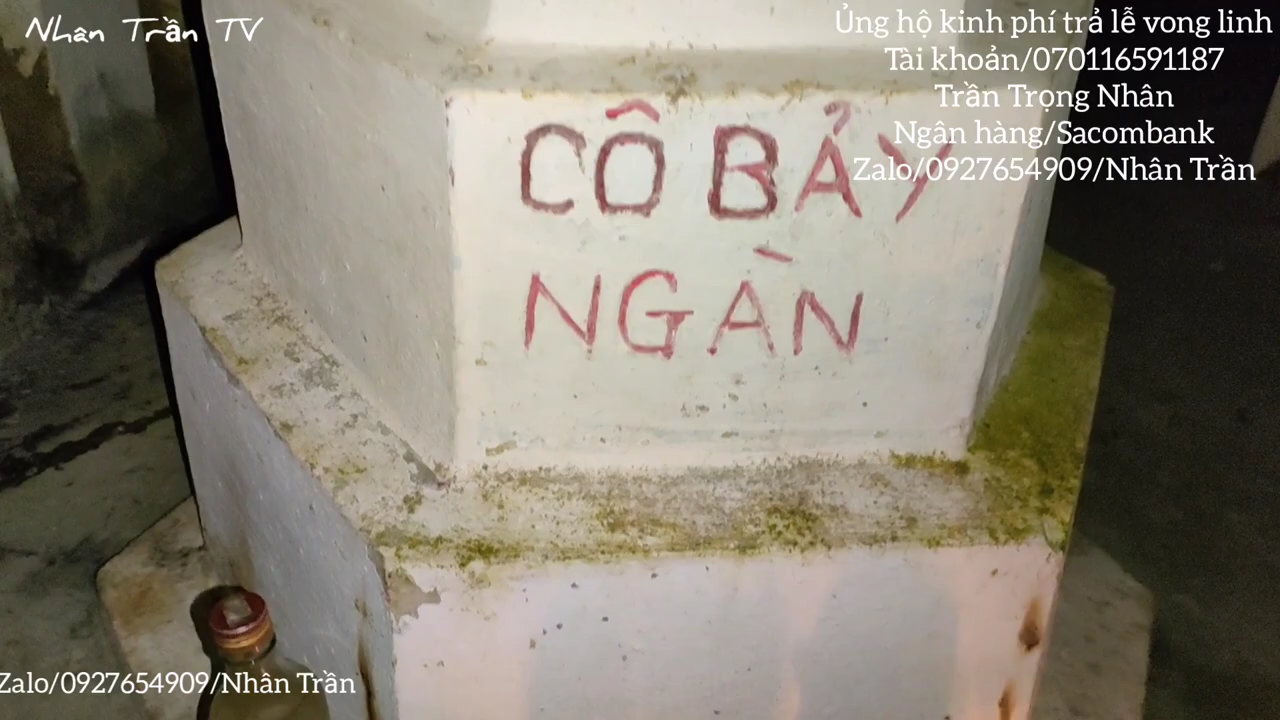 Nhân Trần TV
Ủng hộ kinh phí trả lễ vong linh
Tài khoản/070116591187
Trần Trọng Nhân
Ngân hàng/Sacombank
Zalo/0927654909/Nhân Trần
CÔ BẢY
NGÀN
Zalo/0927654909/Nhân Trần